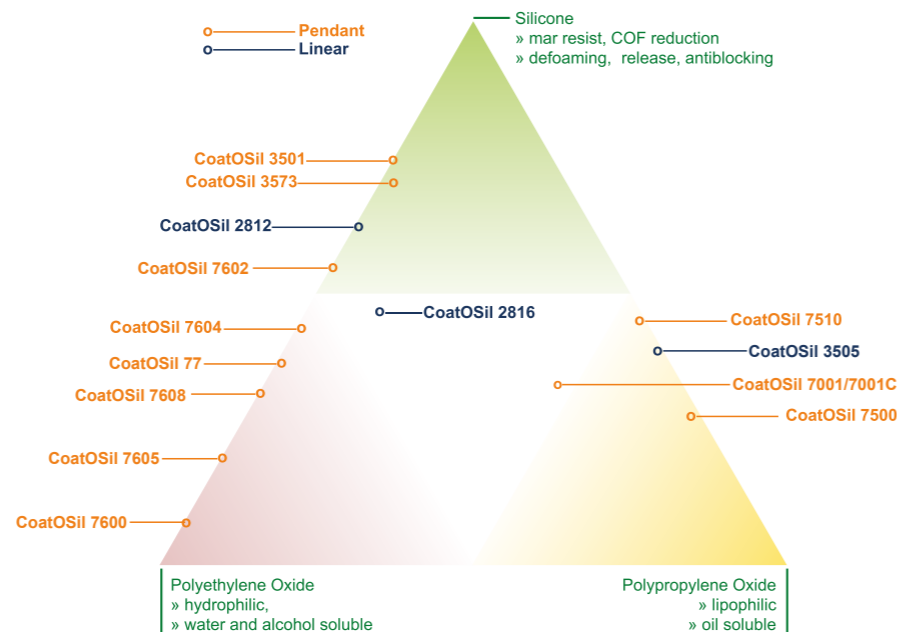 Pendant
Linear
Silicone
» mar resist, COF reduction
» defoaming, release, antiblocking
CoatOSil 3501
CoatOSil 3573
CoatOSil 2812
CoatOSil 7602
CoatOSil 2816
CoatOSil 7604
CoatOSil 7510
CoatOSil 77
CoatOSil 3505
CoatOSil 7608
CoatOSil 7001/7001C
CoatOSil 7500
CoatOSil 7605
CoatOSil 7600
Polyethylene Oxide
» hydrophilic,
» water and alcohol soluble
Polypropylene Oxide
» lipophilic
» oil soluble